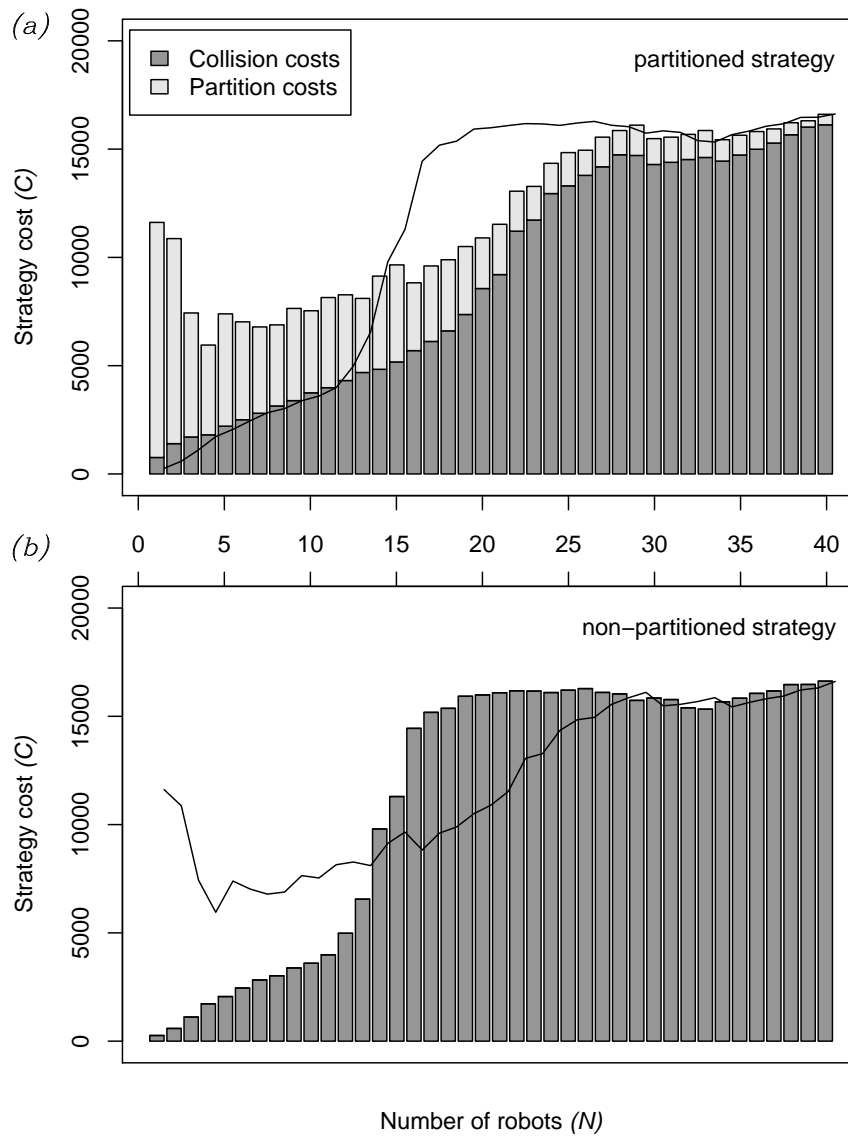 (a)
20000
15000
10000
5000
0
Strategy cost (C)
Collision costs
Partition costs
partitioned strategy
(b)
0 5 10 15 20 25 30 35 40
20000
15000
10000
5000
0
Strategy cost (C)
non−partitioned strategy
Number of robots (N)